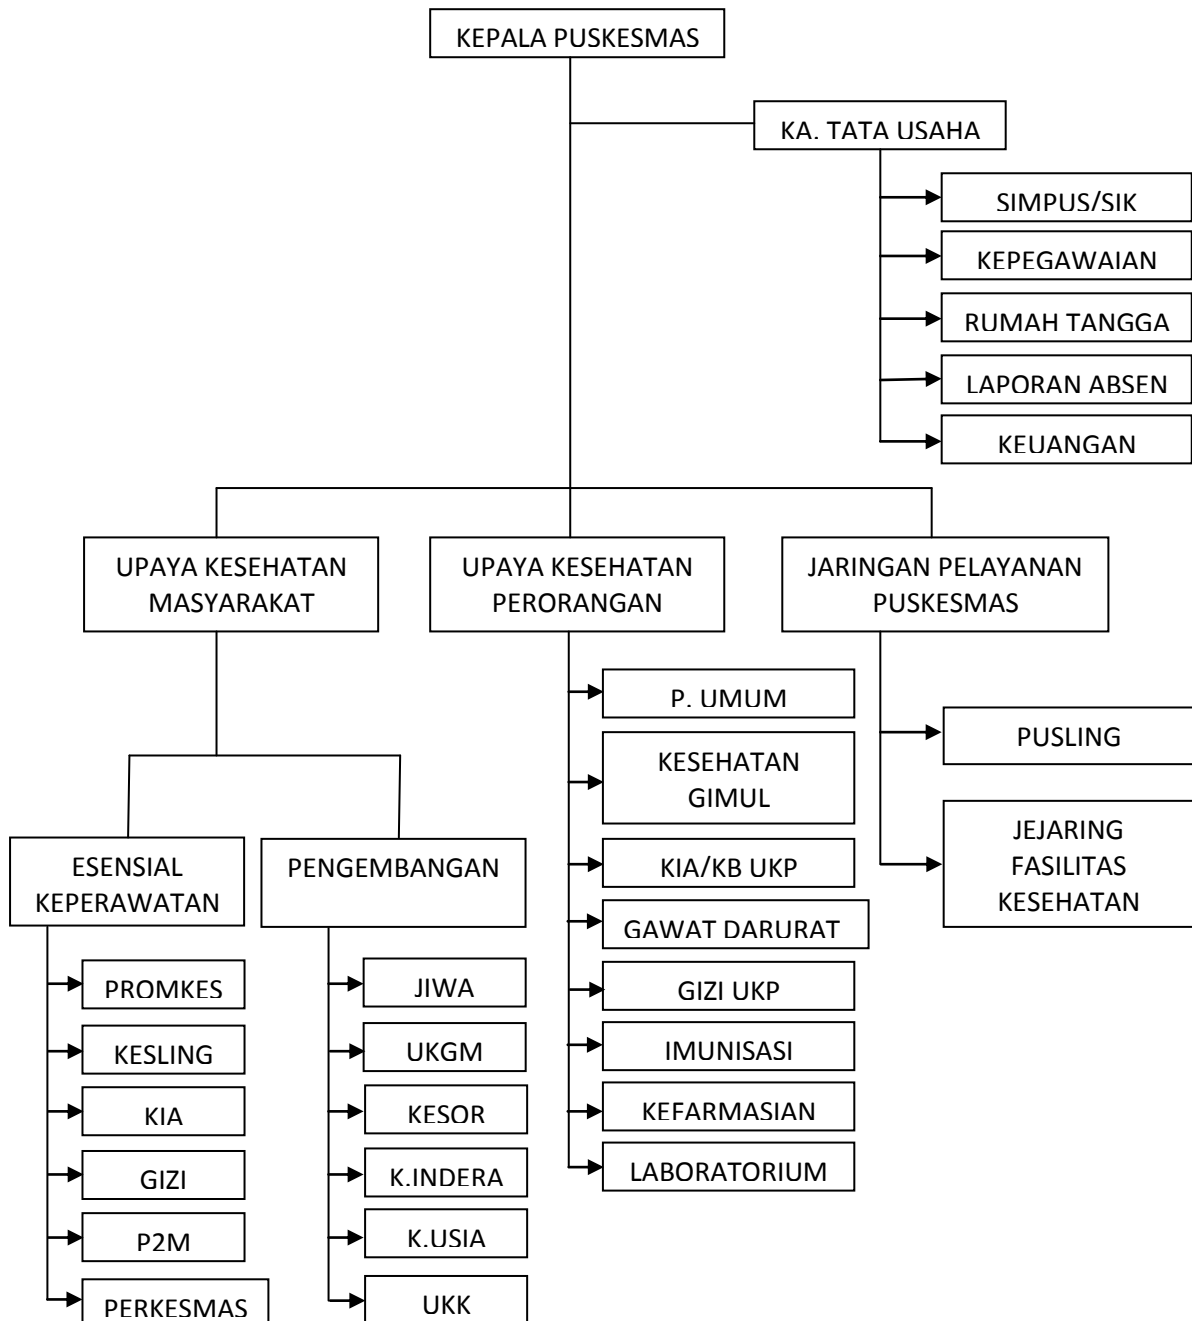 KEPALA PUSKESMAS
KA. TATA USAHA
SIMPUS/SIK
KEPEGAWAIAN
RUMAH TANGGA
LAPORAN ABSEN
KEUANGAN
UPAYA KESEHATAN
MASYARAKAT
UPAYA KESEHATAN
PERORANGAN
JARINGAN PELAYANAN
PUSKESMAS
ESENSIAL
KEPERAWATAN
PROMKES
KESLING
KIA
GIZI
P2M
PERKESMAS
PENGEMBANGAN
JIWA
UKGM
KESOR
K.INDERA
K.USIA
UKK
P. UMUM
KESEHATAN
GIMUL
KIA/KB UKP
GAWAT DARURAT
GIZI UKP
IMUNISASI
KEFARMASIAN
LABORATORIUM
PUSLING
JEJARING
FASILITAS
KESEHATAN